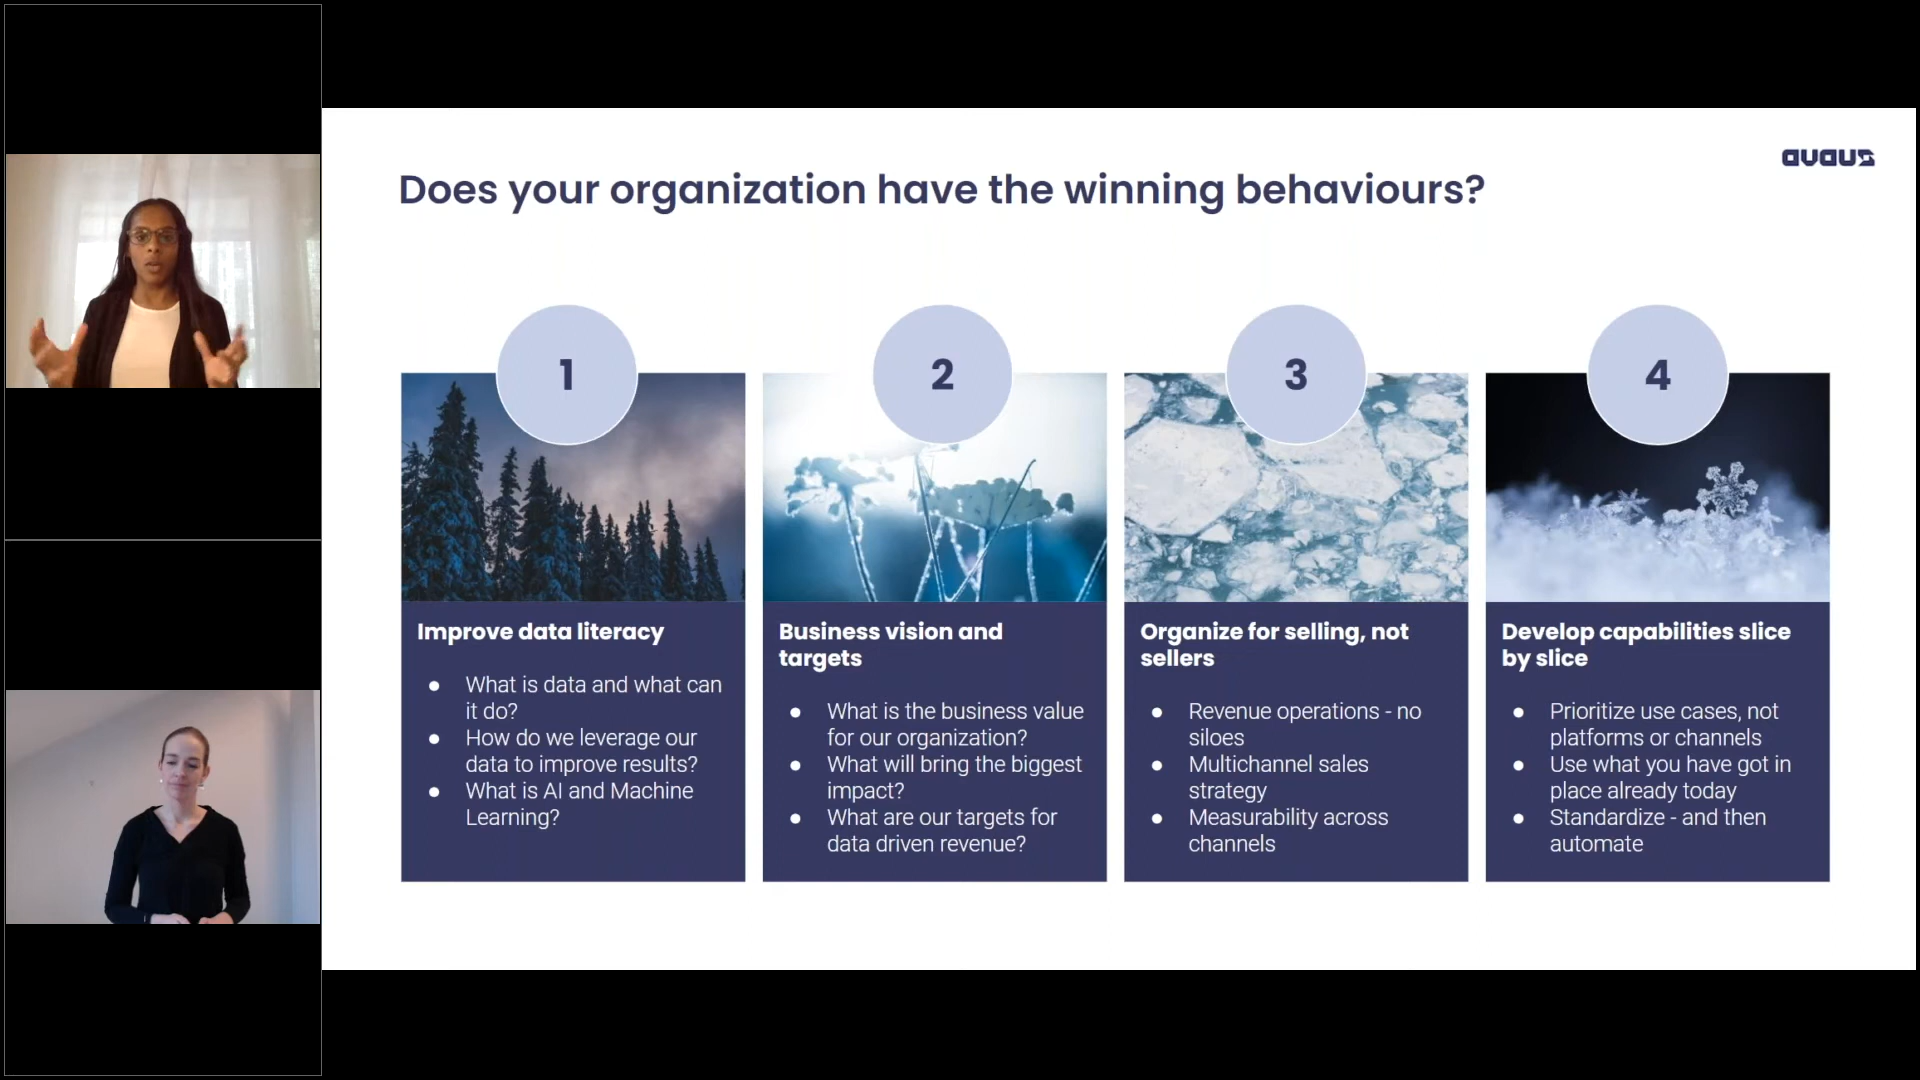 avaus
Does your organization have the winning behaviours?
1
Improve data literacy
● What is data and what can
it do?
● How do we leverage our
data to improve results?
● What is AI and Machine
Learning?
2
Business vision and
targets
● What is the business value
for our organization?
● What will bring the biggest
impact?
● What are our targets for
data driven revenue?
3
Organize for selling, not
sellers
● Revenue operations - no
siloes
● Multichannel sales
strategy
● Measurability across
channels
4
Develop capabilities slice
by slice
● Prioritize use cases, not
platforms or channels
● Use what you have got in
place already today
● Standardize - and then
automate